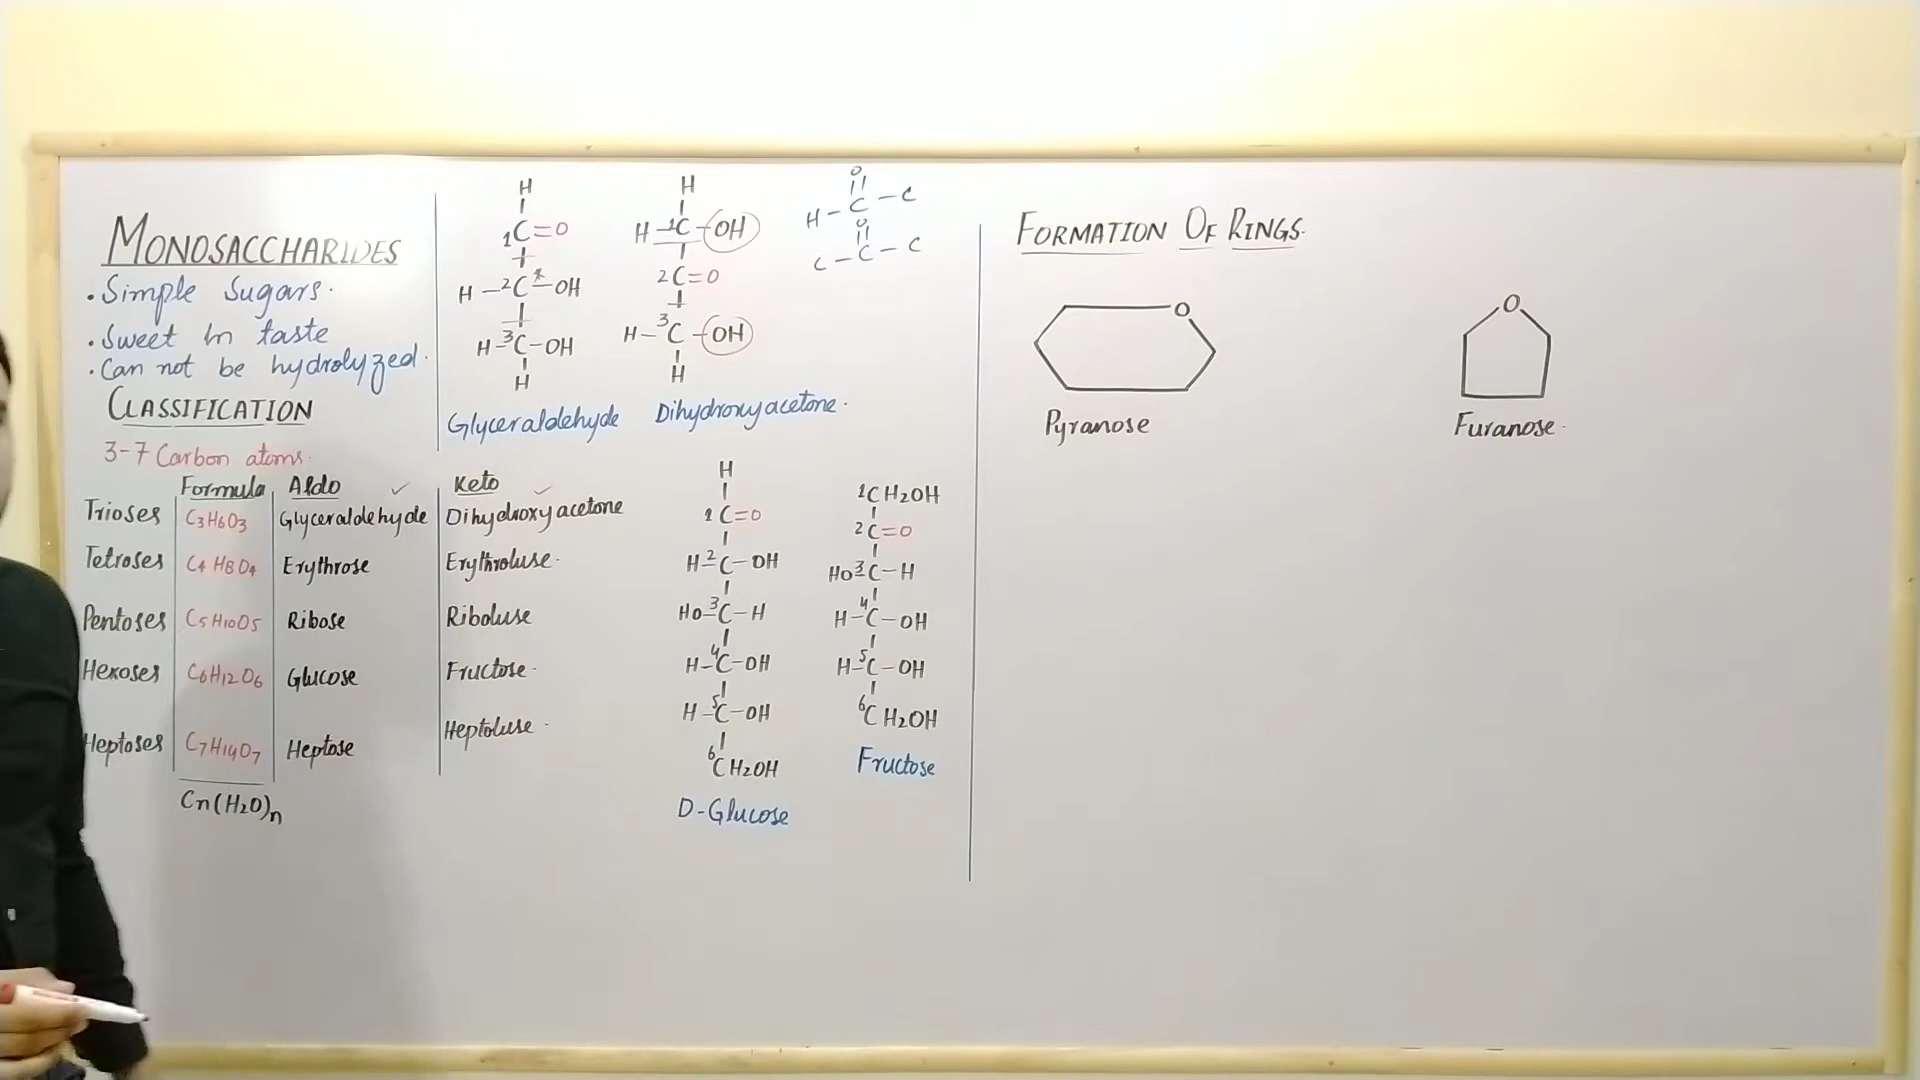 MONOSACCHARIDES
. Simple Sugars.
. Sweet In taste
. Can not be hydrolyzed.
CLASSIFICATION
3-7 Carbon atoms.
Formula Aldo ✓ Keto ✓
Trioses C3H6O3 Glyceraldehyde Dihydroxyacetone
Tetroses C4H8O4 Erythrose Erythroluse.
Pentoses C5H10O5 Ribose Riboluse
Hexoses C6H12O6 Glucose Fructose.
Heptoses C7H14O7 Heptose Heptoluse.
Cn(H2O)n
H
1C=O
H-2C*-OH
H-3C-OH
H
Glyceraldehyde
H
H-1C-OH
2C=O
H-3C-OH
H
Dihydroxyacetone.
O
H-C-C
O
C-C-C
H
1C=O
H-2C-OH
HO-3C-H
H-4C-OH
H-5C-OH
6CH2OH
D-Glucose
1CH2OH
2C=O
HO-3C-H
H-4C-OH
H-5C-OH
6CH2OH
Fructose
FORMATION OF RINGS.
O
Pyranose
O
Furanose.